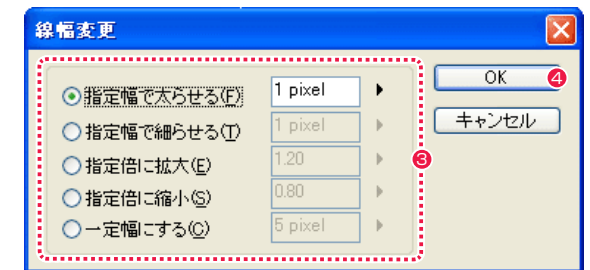 線幅変更
指定幅で太らせる(F) 1 pixel
指定幅で細らせる(T) 1 pixel
指定倍に拡大(E) 1.20
指定倍に縮小(S) 0.80
一定幅にする(C) 5 pixel
3
OK 4
キャンセル